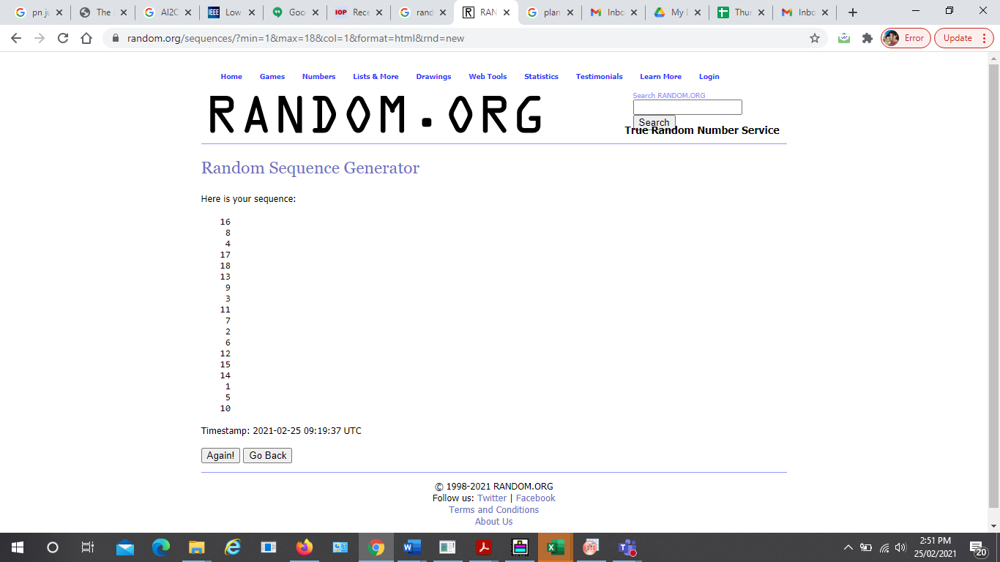 pn ju
The
AI2C
IEEE Low
Goo
IOP Rece
rand
RAN
plan
Inbo
My
Thur
Inbo
random.org/sequences/?min=1&max=18&col=1&format=html&rnd=new
Error
Update
Home Games Numbers Lists & More Drawings Web Tools Statistics Testimonials Learn More Login
RANDOM.ORG
Search RANDOM.ORG
Search
True Random Number Service
Random Sequence Generator
Here is your sequence:
16
8
4
17
18
13
9
3
11
7
2
6
12
15
14
1
5
10
Timestamp: 2021-02-25 09:19:37 UTC
Again! Go Back
© 1998-2021 RANDOM.ORG
Follow us: Twitter | Facebook
Terms and Conditions
About Us
2:51 PM
25/02/2021
20